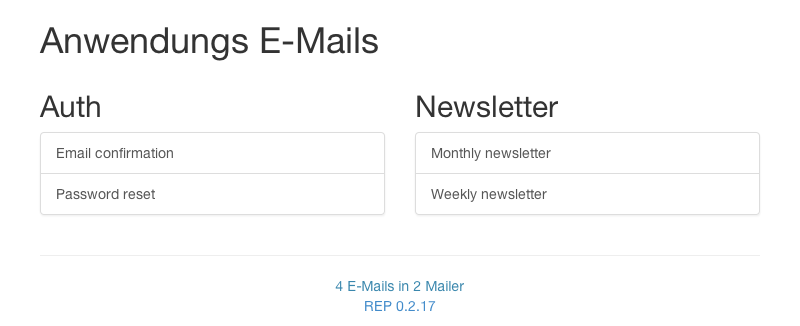 Anwendungs E-Mails
Auth
Email confirmation
Password reset
Newsletter
Monthly newsletter
Weekly newsletter
4 E-Mails in 2 Mailer
REP 0.2.17